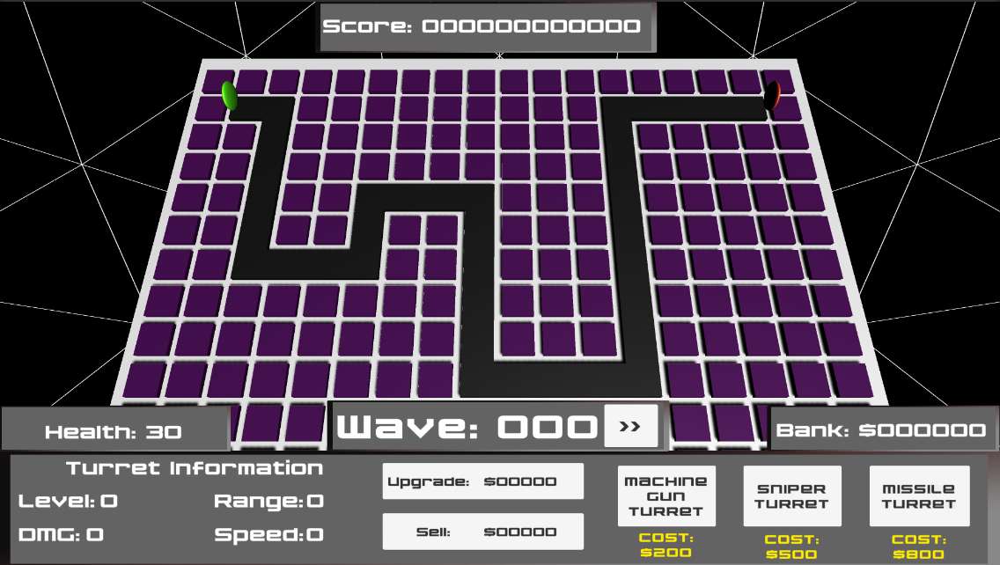 Score: 000000000000
Health: 30
Wave: 000 >>
Bank: $000000
Turret Information
Level: 0
Range: 0
DMG: 0
Speed: 0
Upgrade: $00000
Sell: $00000
MACHINE
GUN
TURRET
COST:
$200
SNIPER
TURRET
COST:
$500
MISSILE
TURRET
COST:
$800